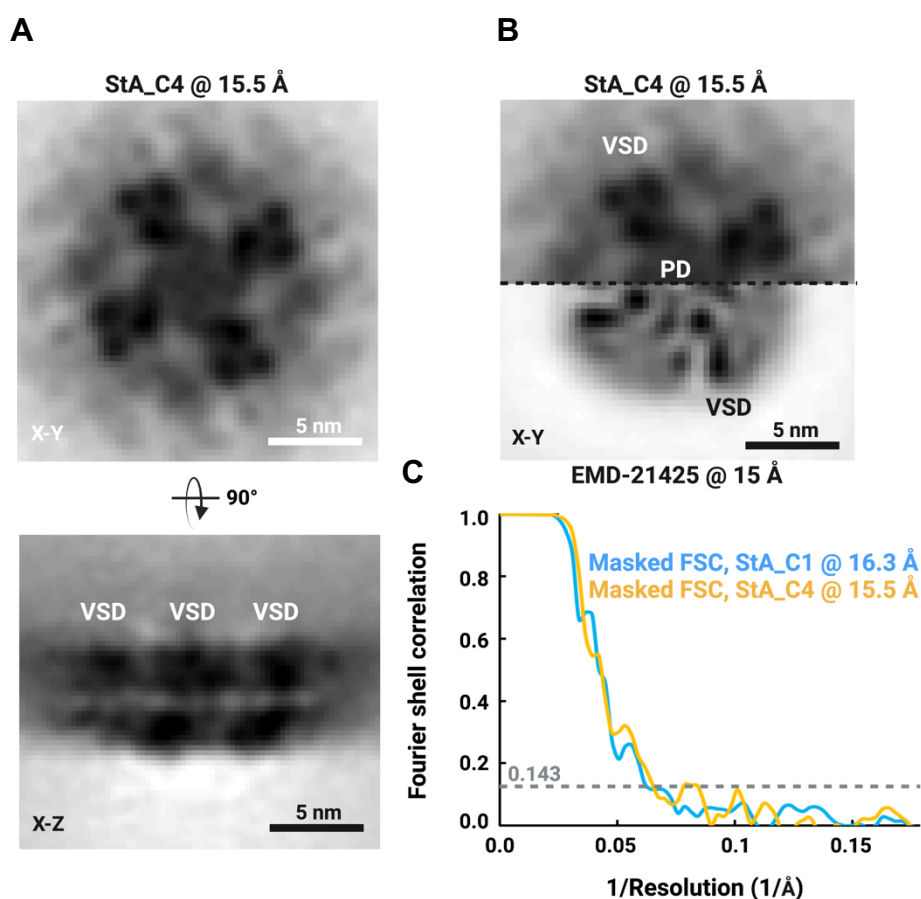 A
StA_C4 @ 15.5 Å
X-Y
5 nm
90°
VSD VSD VSD
X-Z
5 nm
B
StA_C4 @ 15.5 Å
VSD
PD
VSD
X-Y
5 nm
EMD-21425 @ 15 Å
C
Fourier shell correlation
1.0
0.8
0.6
0.4
0.2
0.0
Masked FSC, StA_C1 @ 16.3 Å
Masked FSC, StA_C4 @ 15.5 Å
0.143
0.0 0.05 0.1 0.15
1/Resolution (1/Å)